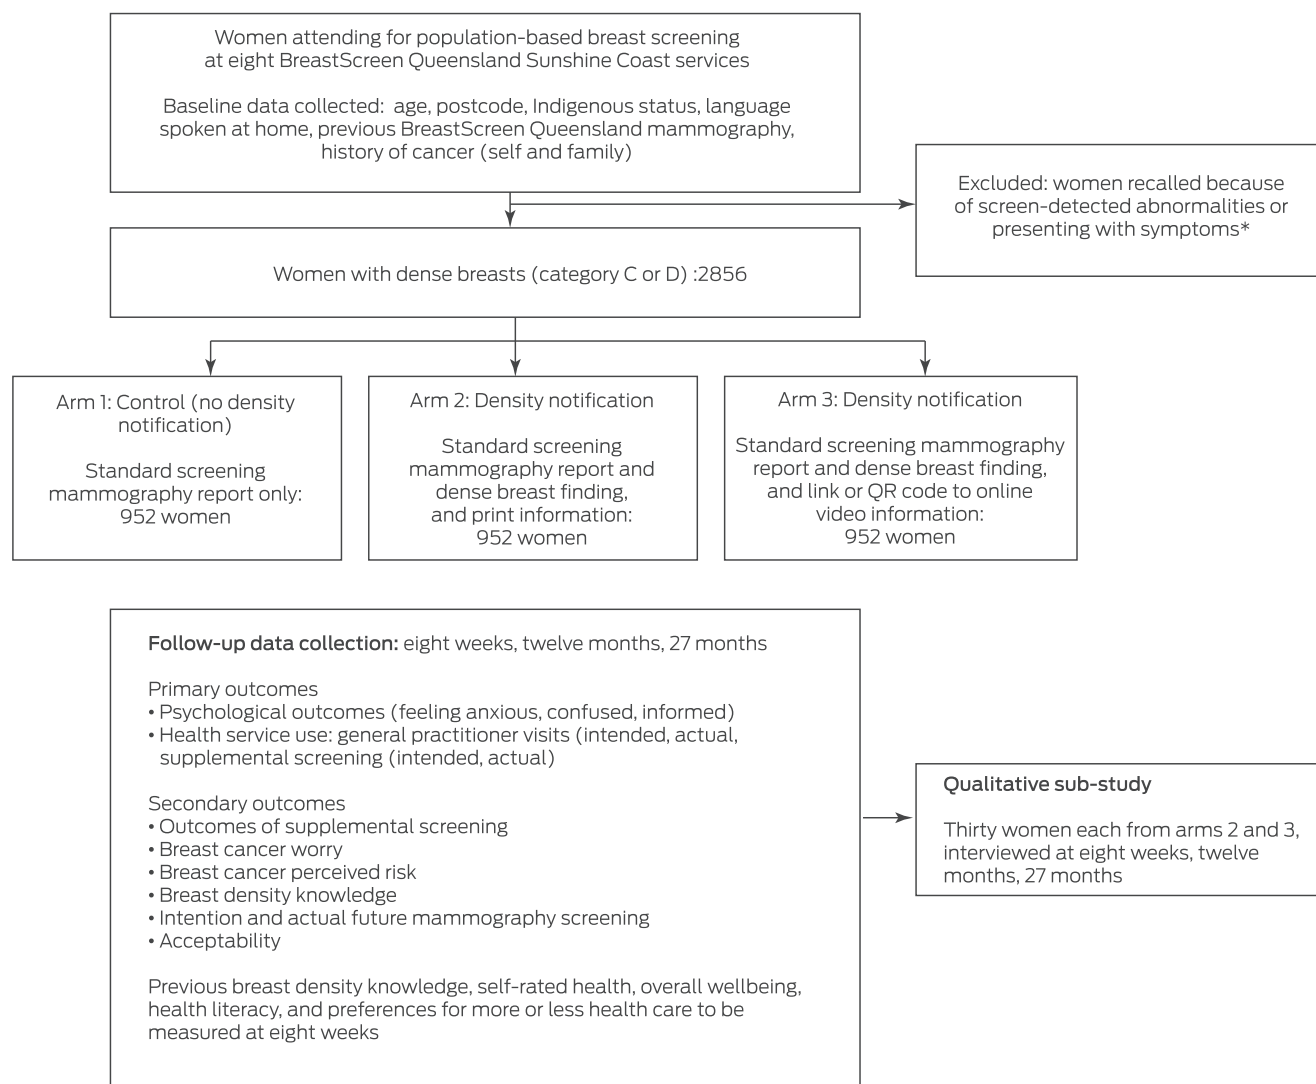 Women attending for population-based breast screening
at eight BreastScreen Queensland Sunshine Coast services
Baseline data collected:  age, postcode, Indigenous status, language
spoken at home, previous BreastScreen Queensland mammography,
history of cancer (self and family)
Excluded: women recalled because
of screen-detected abnormalities or
presenting with symptoms*
Women with dense breasts (category C or D) :2856
Arm 1: Control (no density
notification)
Standard screening
mammography report only:
952 women
Arm 2: Density notification
Standard screening
mammography report and
dense breast finding,
and print information:
952 women
Arm 3: Density notification
Standard screening mammography
report and dense breast finding,
and link or QR code to online
video information:
952 women
Follow-up data collection: eight weeks, twelve months, 27 months
Primary outcomes
• Psychological outcomes (feeling anxious, confused, informed)
• Health service use: general practitioner visits (intended, actual,
supplemental screening (intended, actual)
Secondary outcomes
• Outcomes of supplemental screening
• Breast cancer worry
• Breast cancer perceived risk
• Breast density knowledge
• Intention and actual future mammography screening
• Acceptability
Previous breast density knowledge, self-rated health, overall wellbeing,
health literacy, and preferences for more or less health care to be
measured at eight weeks
Qualitative sub-study
Thirty women each from arms 2 and 3,
interviewed at eight weeks, twelve
months, 27 months